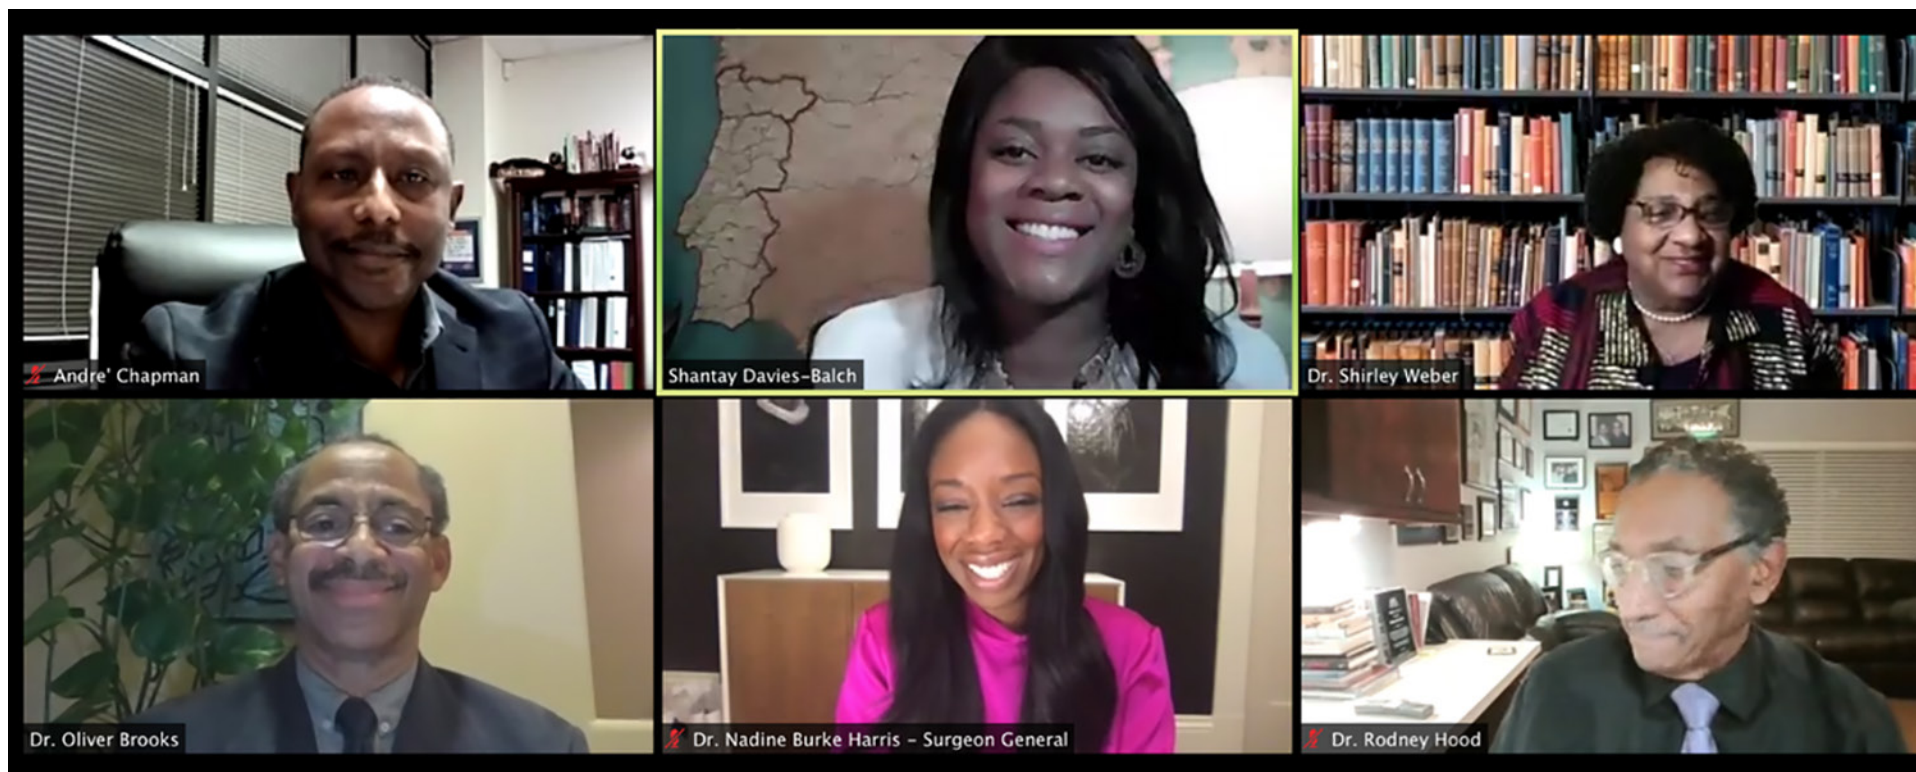 Andre' Chapman
Shantay Davies-Balch
Dr. Shirley Weber
Dr. Oliver Brooks
Dr. Nadine Burke Harris – Surgeon General
Dr. Rodney Hood